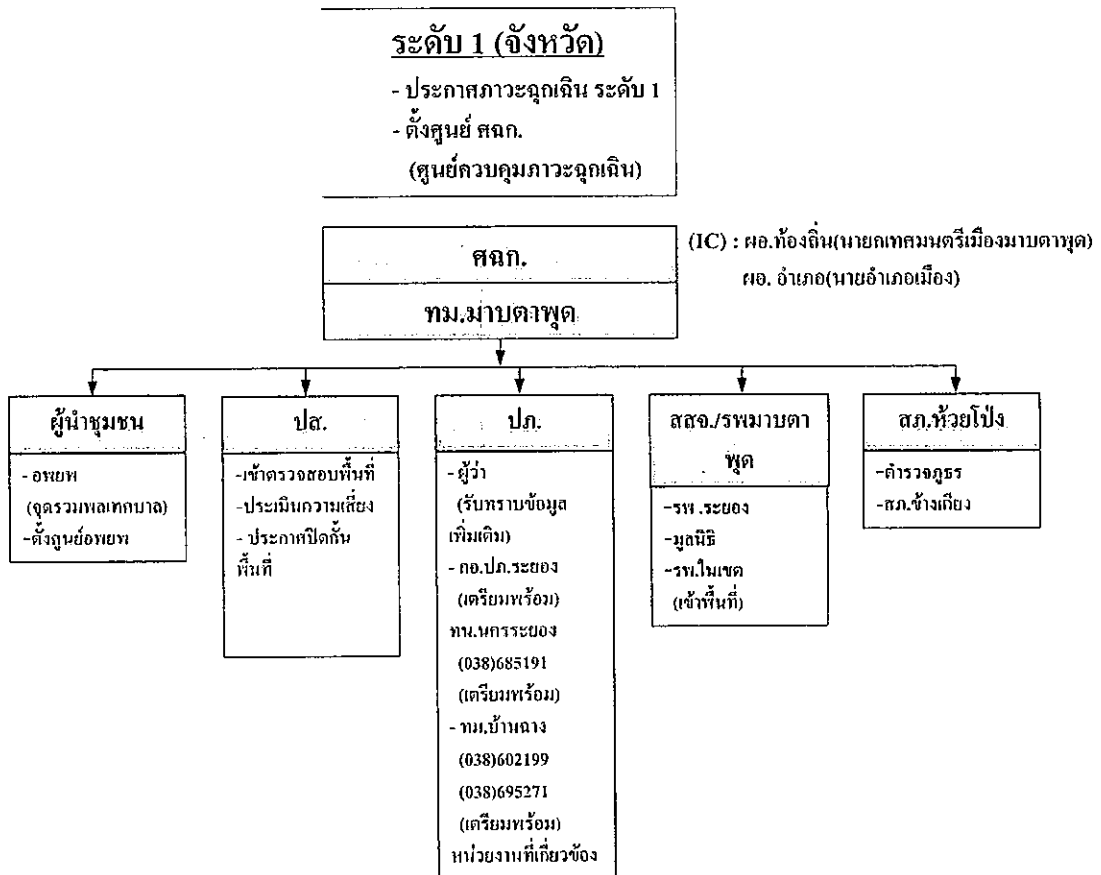 ระดับ 1 (จังหวัด)
- ประกาศภาวะฉุกเฉิน ระดับ 1
- ตั้งศูนย์ ศฉก.
(ศูนย์ควบคุมภาวะฉุกเฉิน)
ศฉก.
ทม.มาบตาพุด
(IC) : ผอ.ท้องถิ่น(นายกเทศมนตรีเมืองมาบตาพุด)
ผอ. อำเภอ(นายอำเภอเมือง)
ผู้นำชุมชน
- อพยพ
(จุดรวมพลเทศบาล)
-ตั้งศูนย์อพยพ
ปส.
-เข้าตรวจสอบพื้นที่
-ประเมินความเสี่ยง
- ประกาศปิดกั้น
พื้นที่
ปภ.
- ผู้ว่า
(รับทราบข้อมูล
เพิ่มเติม)
- กอ.ปภ.ระยอง
(เตรียมพร้อม)
ทน.นครระยอง
(038)685191
(เตรียมพร้อม)
- ทม.บ้านฉาง
(038)602199
(038)695271
(เตรียมพร้อม)
หน่วยงานที่เกี่ยวข้อง
สสจ./รพมาบตา
พุด
-รพ.ระยอง
-มูลนิธิ
-รพ.ในเขต
(เข้าพื้นที่)
สภ.ห้วยโป่ง
-ตำรวจภูธร
-สภ.ข้างเคียง